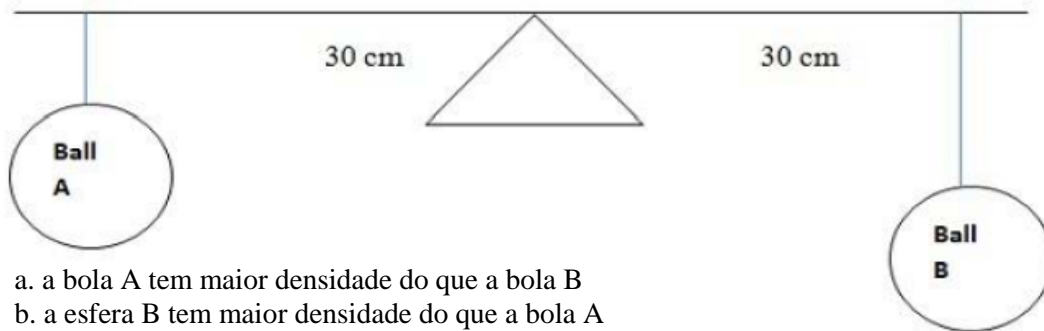 30 cm
30 cm
Ball
A
Ball
B
a. a bola A tem maior densidade do que a bola B
b. a esfera B tem maior densidade do que a bola A